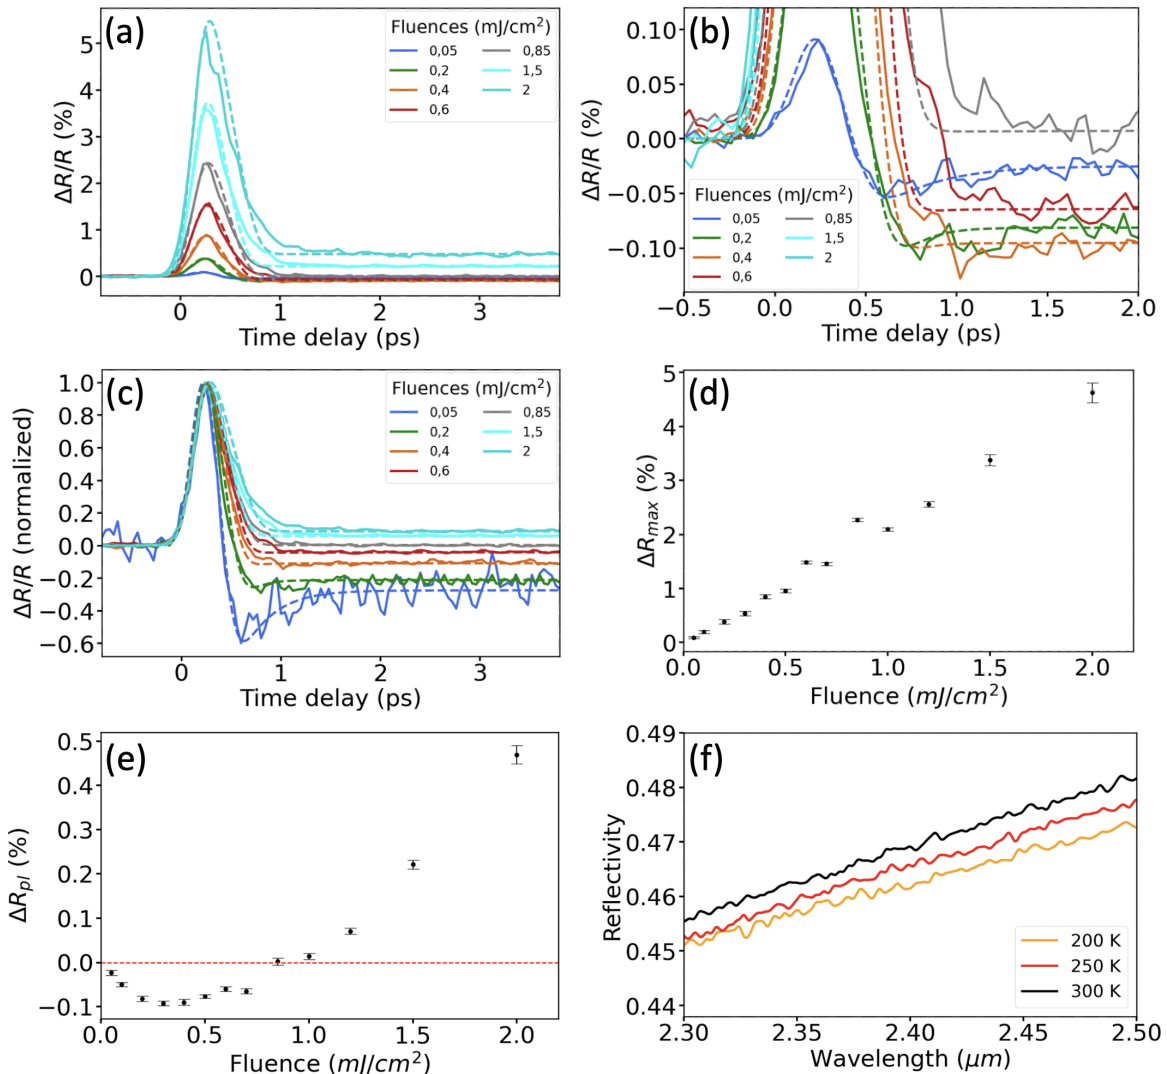 (a)
ΔR/R (%)
5
4
3
2
1
0
Fluences (mJ/cm²)
0,05
0,2
0,4
0,6
0,85
1,5
2
0 1 2 3
Time delay (ps)
(b)
ΔR/R (%)
0.10
0.05
0.00
−0.05
−0.10
Fluences (mJ/cm²)
0,05
0,2
0,4
0,6
0,85
1,5
2
−0.5 0.0 0.5 1.0 1.5 2.0
Time delay (ps)
(c)
ΔR/R (normalized)
1.0
0.8
0.6
0.4
0.2
0.0
−0.2
−0.4
−0.6
Fluences (mJ/cm²)
0,05
0,2
0,4
0,6
0,85
1,5
2
0 1 2 3
Time delay (ps)
(d)
ΔRmax (%)
5
4
3
2
1
0
0.0 0.5 1.0 1.5 2.0
Fluence (mJ/cm²)
(e)
ΔRpl (%)
0.5
0.4
0.3
0.2
0.1
0.0
−0.1
0.0 0.5 1.0 1.5 2.0
Fluence (mJ/cm²)
(f)
Reflectivity
0.49
0.48
0.47
0.46
0.45
0.44
200 K
250 K
300 K
2.30 2.35 2.40 2.45 2.50
Wavelength (μm)